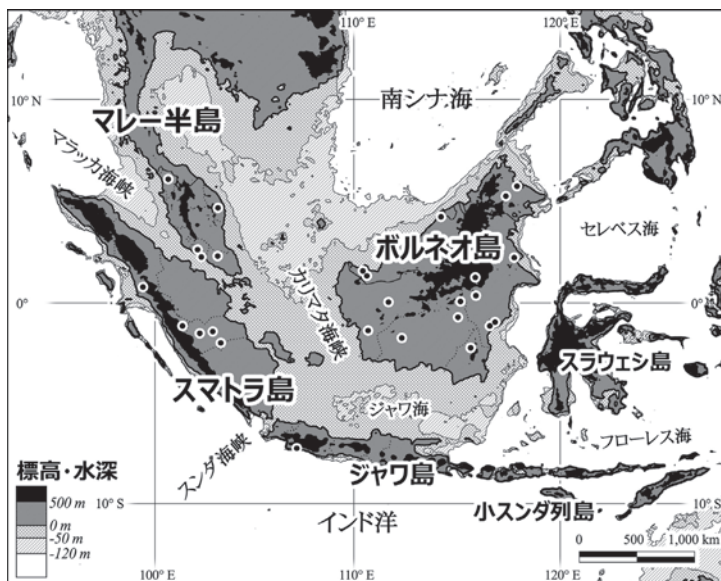 110° E
120° E
10° N
10° N
南シナ海
マレー半島
マラッカ海峡
セレベス海
ボルネオ島
カリマタ海峡
0°
0°
スラウェシ島
スマトラ島
ジャワ海
フローレス海
スンダ海峡
標高・水深
ジャワ島
500 m
0 m
-50 m
-120 m
10° S
10° S
小スンダ列島
インド洋
0 500 1,000 km
100° E
110° E
120° E